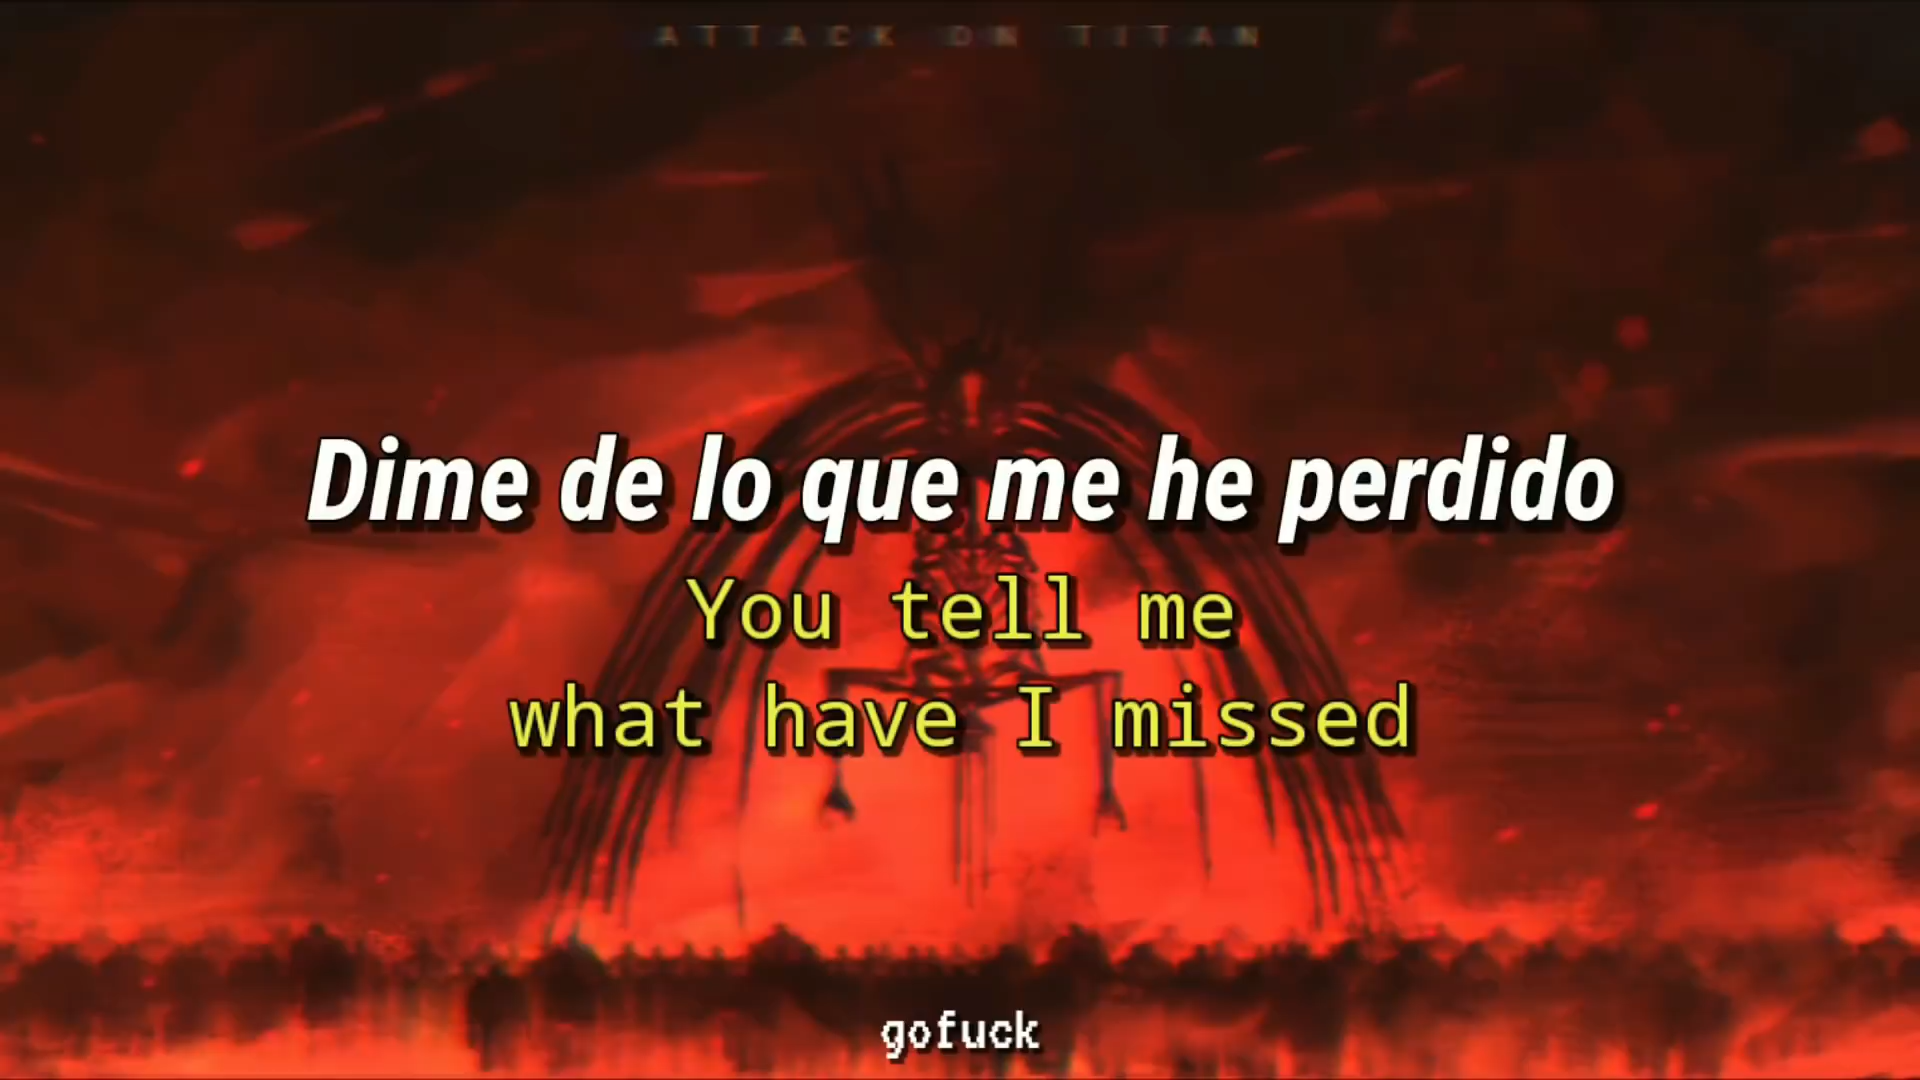 ATTACK ON TITAN
Dime de lo que me he perdido
You tell me
what have I missed
gofuck